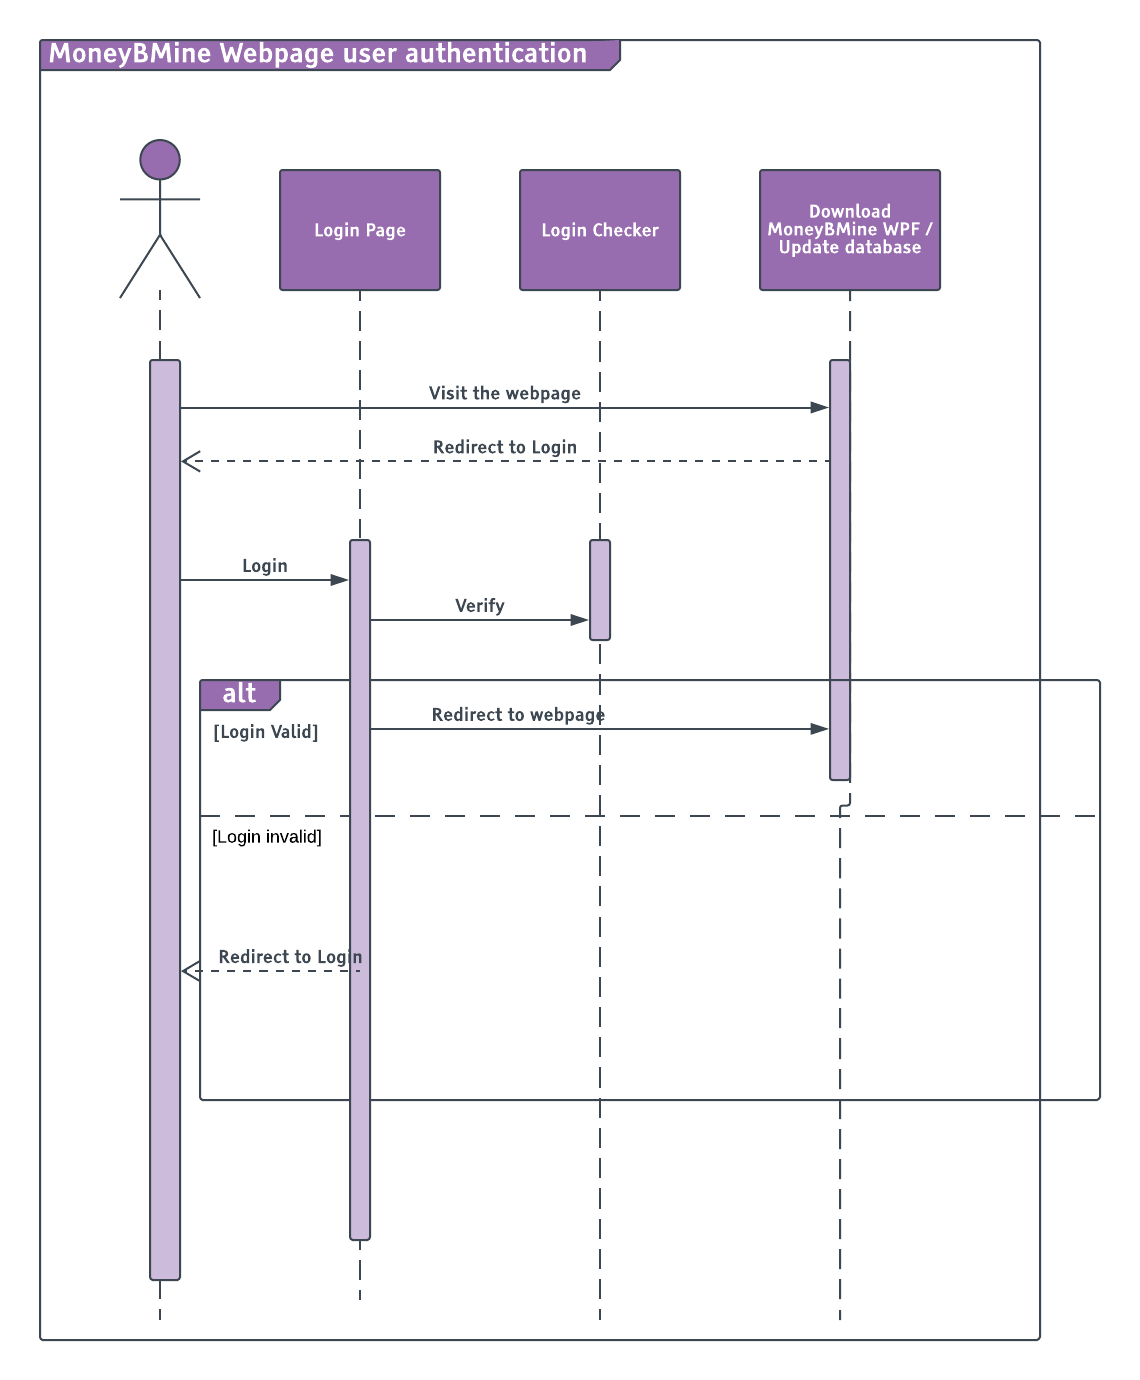 MoneyBMine Webpage user authentication
Login Page
Login Checker
Download
MoneyBMine WPF /
Update database
Visit the webpage
Redirect to Login
Login
Verify
alt
Redirect to webpage
[Login Valid]
[Login invalid]
Redirect to Login